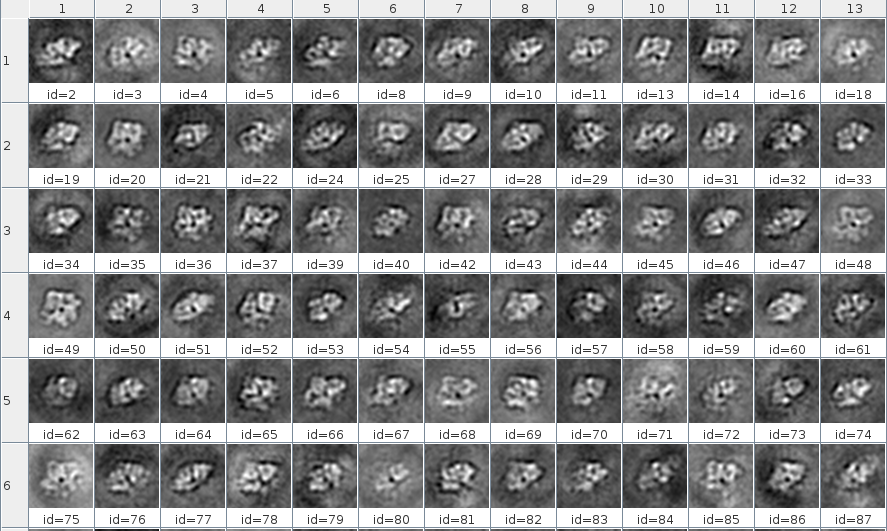 1 2 3 4 5 6 7 8 9 10 11 12 13
1
id=2 id=3 id=4 id=5 id=6 id=8 id=9 id=10 id=11 id=13 id=14 id=16 id=18
2
id=19 id=20 id=21 id=22 id=24 id=25 id=27 id=28 id=29 id=30 id=31 id=32 id=33
3
id=34 id=35 id=36 id=37 id=39 id=40 id=42 id=43 id=44 id=45 id=46 id=47 id=48
4
id=49 id=50 id=51 id=52 id=53 id=54 id=55 id=56 id=57 id=58 id=59 id=60 id=61
5
id=62 id=63 id=64 id=65 id=66 id=67 id=68 id=69 id=70 id=71 id=72 id=73 id=74
6
id=75 id=76 id=77 id=78 id=79 id=80 id=81 id=82 id=83 id=84 id=85 id=86 id=87